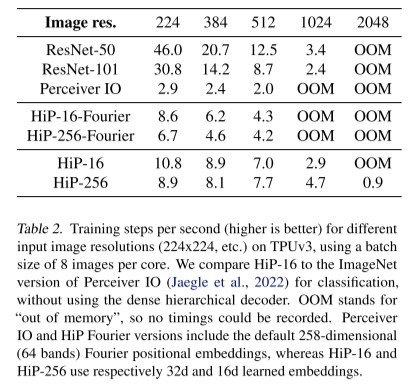 Image res. 224 384 512 1024 2048
ResNet-50 46.0 20.7 12.5 3.4 OOM
ResNet-101 30.8 14.2 8.7 2.4 OOM
Perceiver IO 2.9 2.4 2.0 OOM OOM
HiP-16-Fourier 8.6 6.2 4.3 OOM OOM
HiP-256-Fourier 6.7 4.6 4.2 OOM OOM
HiP-16 10.8 8.9 7.0 2.9 OOM
HiP-256 8.9 8.1 7.7 4.7 0.9
Table 2. Training steps per second (higher is better) for different
input image resolutions (224x224, etc.) on TPUv3, using a batch
size of 8 images per core. We compare HiP-16 to the ImageNet
version of Perceiver IO (Jaegle et al., 2022) for classification,
without using the dense hierarchical decoder. OOM stands for
“out of memory”, so no timings could be recorded. Perceiver
IO and HiP Fourier versions include the default 258-dimensional
(64 bands) Fourier positional embeddings, whereas HiP-16 and
HiP-256 use respectively 32d and 16d learned embeddings.